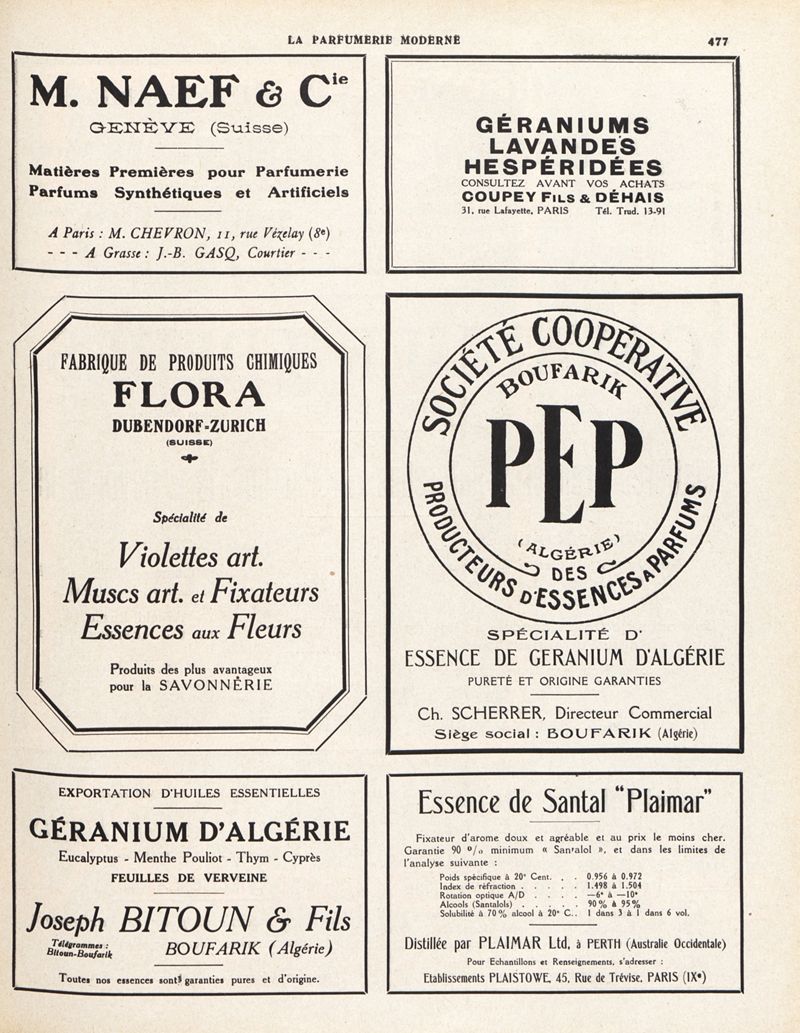 LA PARFUMERIE MODERNE
477
M. NAEF & Cie
GENÈVE (Suisse)
Matières Premières pour Parfumerie
Parfums Synthétiques et Artificiels
A Paris : M. CHEVRON, 11, rue Vézelay (8e)
- - - A Grasse : J.-B. GASQ, Courtier - - -
GÉRANIUMS
LAVANDES
HESPÉRIDÉES
CONSULTEZ AVANT VOS ACHATS
COUPEY FILS & DÉHAIS
31, rue Lafayette, PARIS Tél. Trud. 13-91
FABRIQUE DE PRODUITS CHIMIQUES
FLORA
DUBENDORF-ZURICH
(SUISSE)
Spécialité de
Violettes art.
Muscs art. et Fixateurs
Essences aux Fleurs
Produits des plus avantageux
pour la SAVONNERIE
SOCIÉTÉ COOPÉRATIVE
BOUFARIK
PEP
(ALGÉRIE)
DES
PRODUCTEURS D'ESSENCES A PARFUMS
SPÉCIALITÉ D'
ESSENCE DE GERANIUM D'ALGÉRIE
PURETÉ ET ORIGINE GARANTIES
Ch. SCHERRER, Directeur Commercial
Siège social : BOUFARIK (Algérie)
EXPORTATION D'HUILES ESSENTIELLES
GÉRANIUM D'ALGÉRIE
Eucalyptus - Menthe Pouliot - Thym - Cyprès
FEUILLES DE VERVEINE
Joseph BITOUN & Fils
Télégrammes :
Bitoun-Boufarik
BOUFARIK (Algérie)
Toutes nos essences sont garanties pures et d'origine.
Essence de Santal "Plaimar"
Fixateur d'arome doux et agréable et au prix le moins cher.
Garantie 90 % minimum « Santalol », et dans les limites de
l'analyse suivante :
Poids spécifique à 20° Cent. . . 0.956 à 0.972
Index de réfraction . . . . . 1.498 à 1.504
Rotation optique A/D . . . . —6° à —10°
Alcools (Santalols) . . . . . 90 % à 95 %
Solubilité à 70 % alcool à 20° C. . 1 dans 3 à 1 dans 6 vol.
Distillée par PLAIMAR Ltd, à PERTH (Australie Occidentale)
Pour Echantillons et Renseignements, s'adresser :
Etablissements PLAISTOWE, 45, Rue de Trévise, PARIS (IXe)